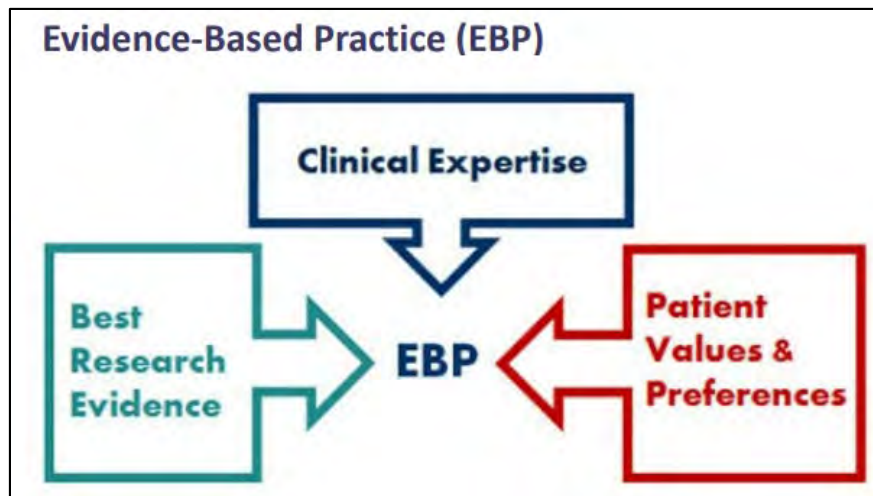 Evidence-Based Practice (EBP)
Clinical Expertise
Best
Research
Evidence
EBP
Patient
Values &
Preferences